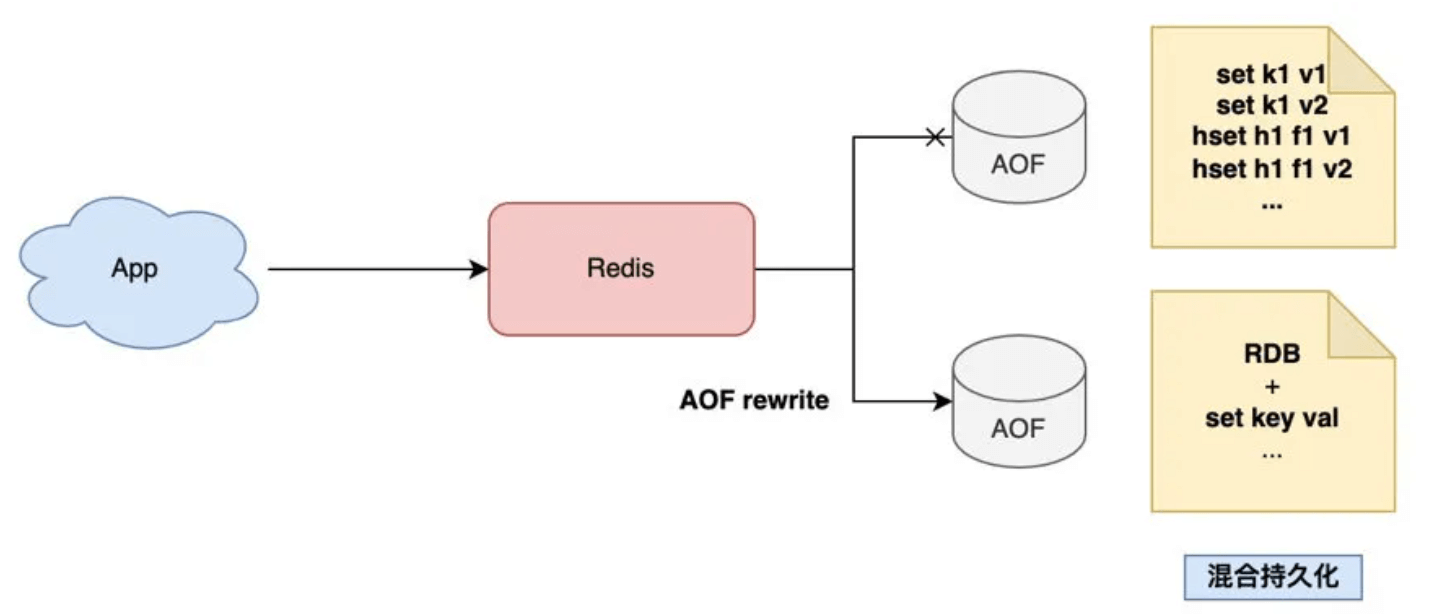 App
Redis
AOF rewrite
AOF
set k1 v1
set k1 v2
hset h1 f1 v1
hset h1 f1 v2
...
AOF
RDB
+
set key val
...
混合持久化